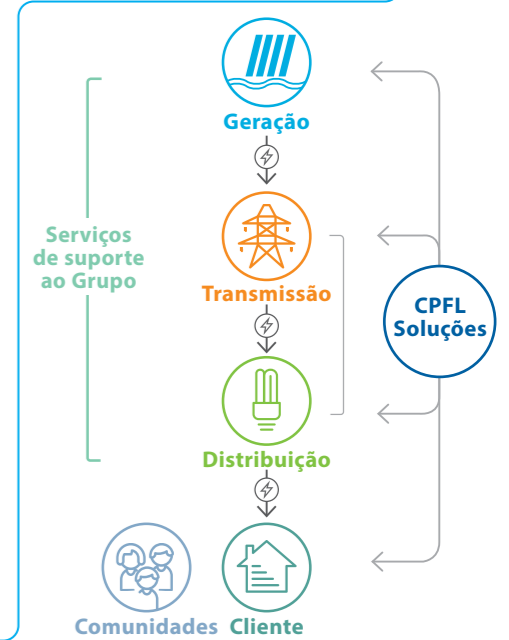 Geração
Serviços
de suporte
ao Grupo
Transmissão
CPFL
Soluções
Distribuição
Comunidades
Cliente